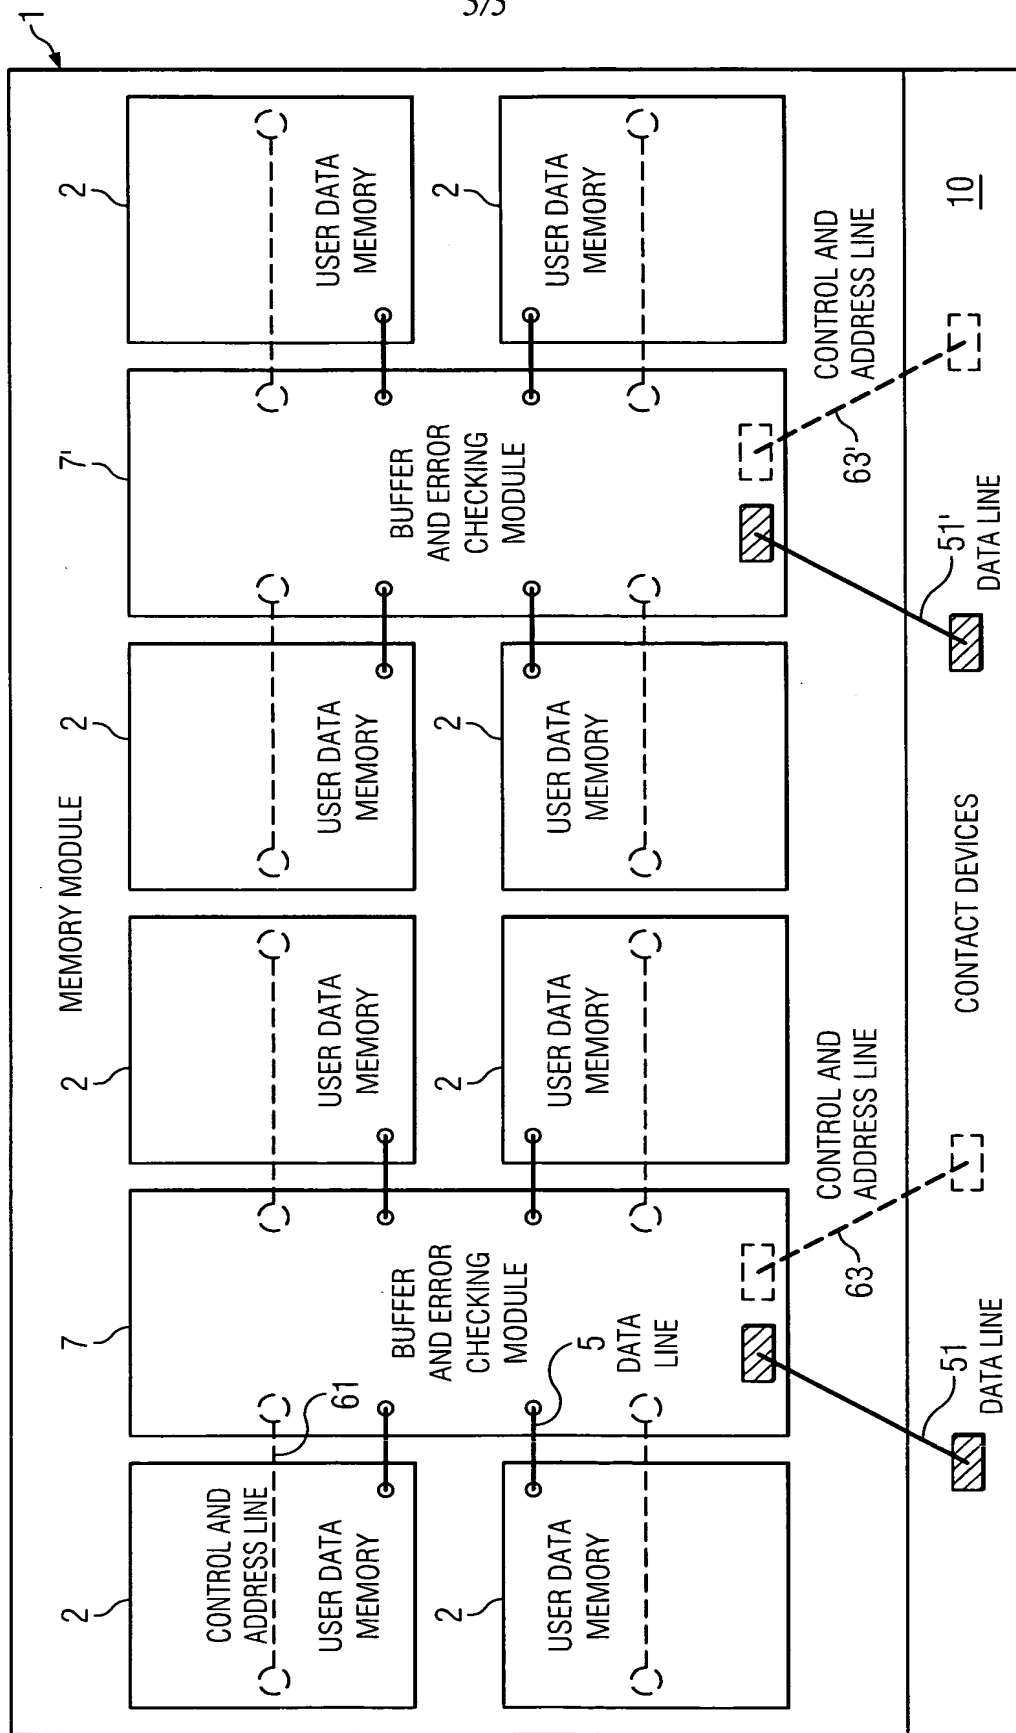 3/3
1
MEMORY MODULE
2
2
2
2
7
7'
CONTROL AND
ADDRESS LINE
61
USER DATA
MEMORY
USER DATA
MEMORY
USER DATA
MEMORY
USER DATA
MEMORY
BUFFER
AND ERROR
CHECKING
MODULE
BUFFER
AND ERROR
CHECKING
MODULE
5
DATA
LINE
2
2
2
2
USER DATA
MEMORY
USER DATA
MEMORY
USER DATA
MEMORY
USER DATA
MEMORY
63
CONTROL AND
ADDRESS LINE
63'
CONTROL AND
ADDRESS LINE
51
DATA LINE
CONTACT DEVICES
51'
DATA LINE
10